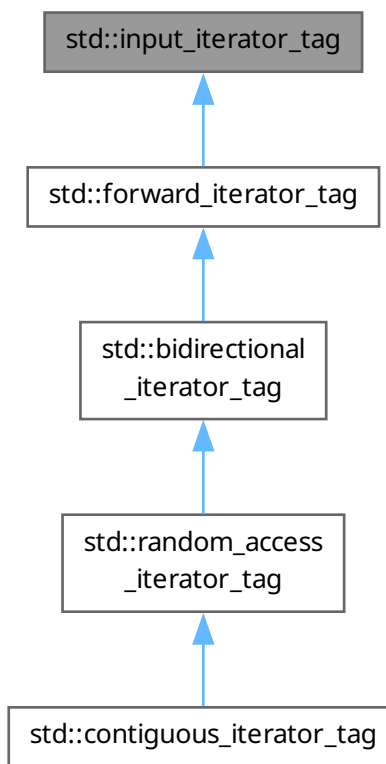 std::input_iterator_tag
std::forward_iterator_tag
std::bidirectional
_iterator_tag
std::random_access
_iterator_tag
std::contiguous_iterator_tag